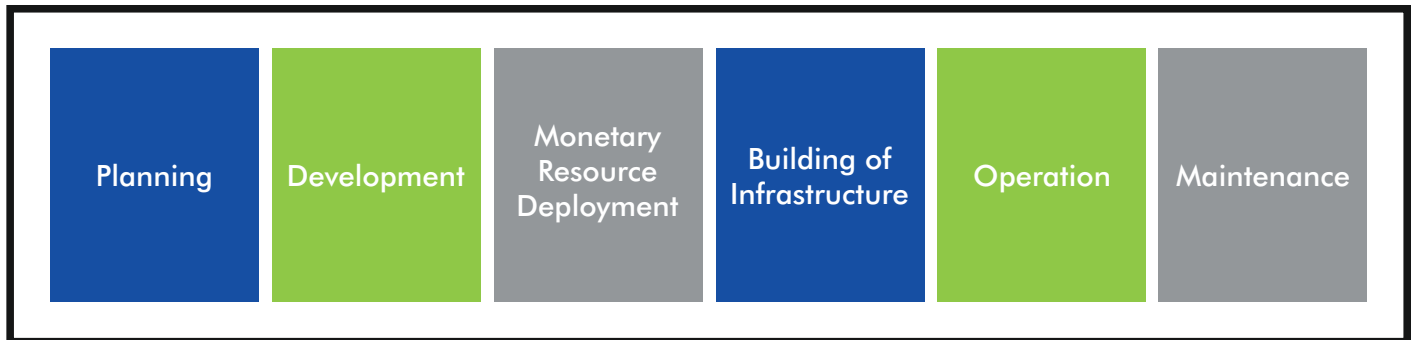 Planning
Development
Monetary
Resource
Deployment
Building of
Infrastructure
Operation
Maintenance